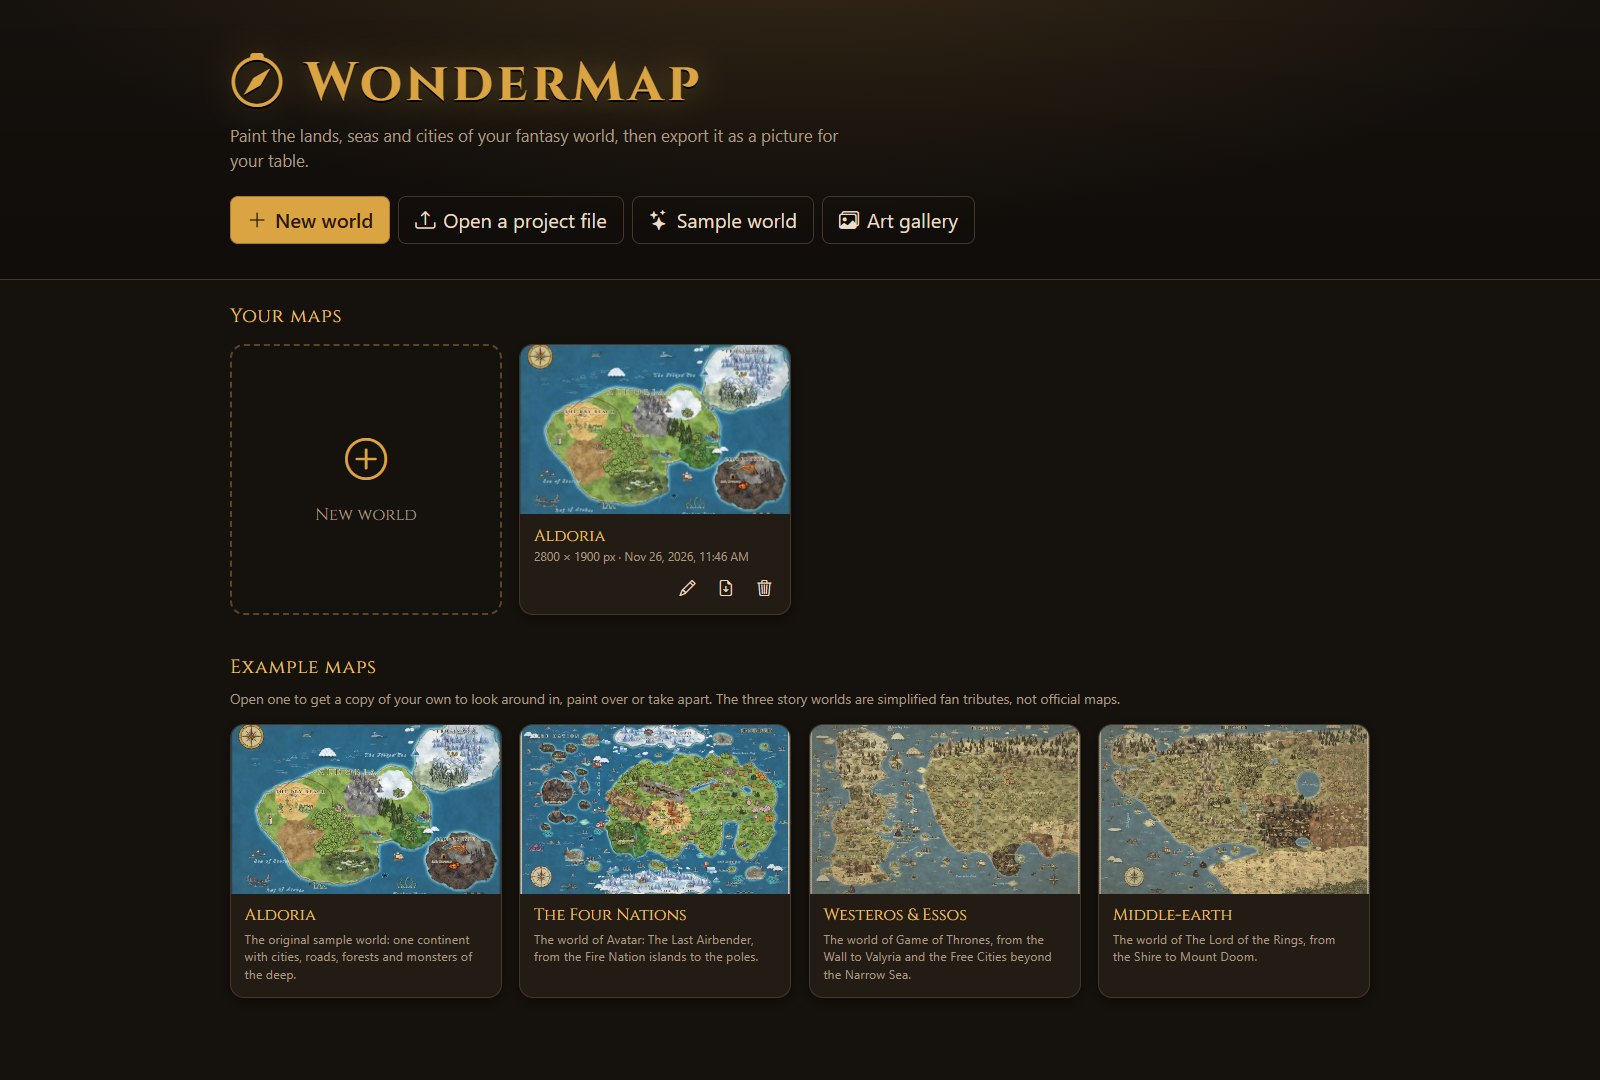 WonderMap
Paint the lands, seas and cities of your fantasy world, then export it as a picture for
your table.
New world
Open a project file
Sample world
Art gallery
Your maps
New world
The Frozen Sea
Aldoria
2800 × 1900 px · Nov 26, 2026, 11:46 AM
Example maps
Open one to get a copy of your own to look around in, paint over or take apart. The three story worlds are simplified fan tributes, not official maps.
The Frozen Sea
Aldoria
The original sample world: one continent
with cities, roads, forests and monsters of
the deep.
The Four Nations
The world of Avatar: The Last Airbender,
from the Fire Nation islands to the poles.
Westeros & Essos
The world of Game of Thrones, from the
Wall to Valyria and the Free Cities beyond
the Narrow Sea.
Middle-earth
The world of The Lord of the Rings, from
the Shire to Mount Doom.